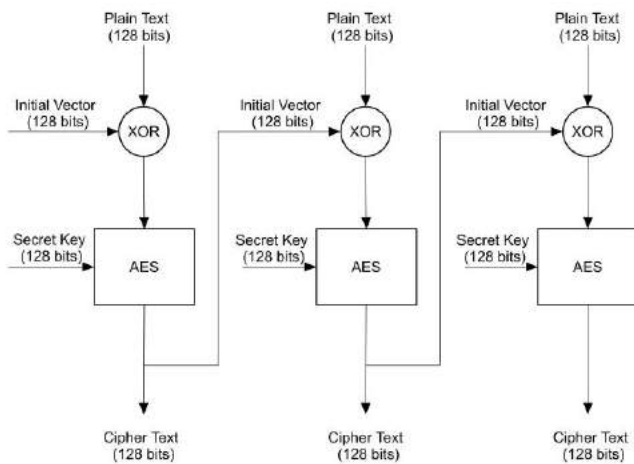 Plain Text
(128 bits)
Plain Text
(128 bits)
Plain Text
(128 bits)
Initial Vector
(128 bits)
XOR
Initial Vector
(128 bits)
XOR
Initial Vector
(128 bits)
XOR
Secret Key
(128 bits)
AES
Secret Key
(128 bits)
AES
Secret Key
(128 bits)
AES
Cipher Text
(128 bits)
Cipher Text
(128 bits)
Cipher Text
(128 bits)